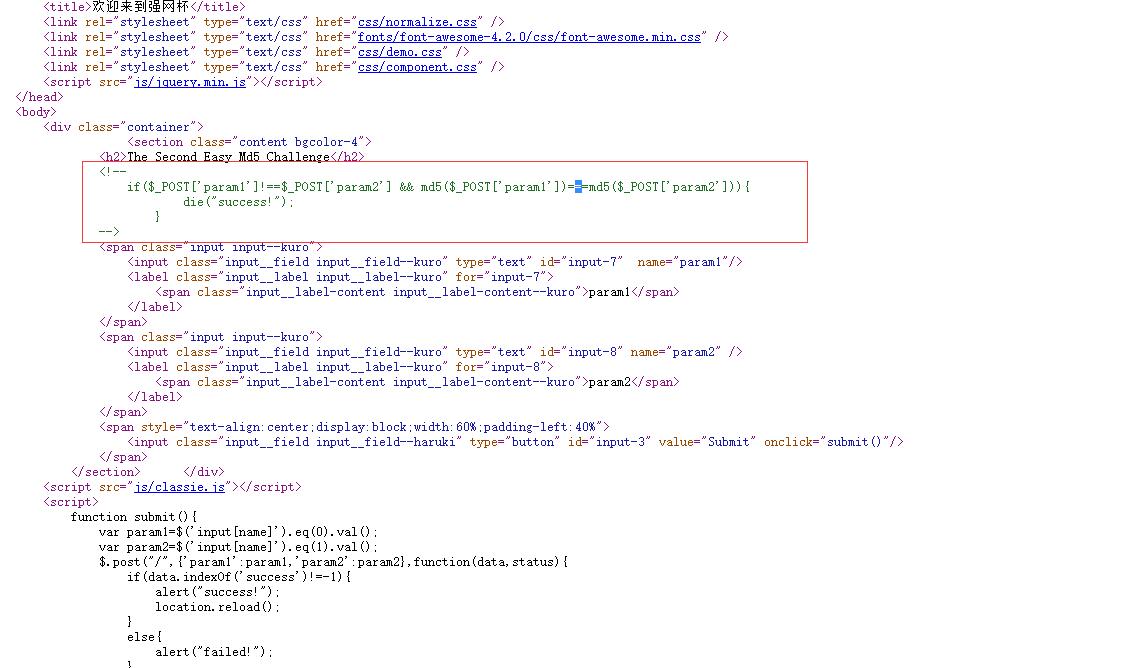 <title>欢迎来到强网杯</title>
<link rel="stylesheet" type="text/css" href="css/normalize.css" />
<link rel="stylesheet" type="text/css" href="fonts/font-awesome-4.2.0/css/font-awesome.min.css" />
<link rel="stylesheet" type="text/css" href="css/demo.css" />
<link rel="stylesheet" type="text/css" href="css/component.css" />
<script src="js/jquery.min.js"></script>
</head>
<body>
<div class="container">
<section class="content bgcolor-4">
<h2>The Second Easy Md5 Challenge</h2>
<!--
if($_POST['param1']!==$_POST['param2'] && md5($_POST['param1'])===md5($_POST['param2'])){
die("success!");
}
-->
<span class="input input--kuro">
<input class="input__field input__field--kuro" type="text" id="input-7"  name="param1"/>
<label class="input__label input__label--kuro" for="input-7">
<span class="input__label-content input__label-content--kuro">param1</span>
</label>
</span>
<span class="input input--kuro">
<input class="input__field input__field--kuro" type="text" id="input-8" name="param2" />
<label class="input__label input__label--kuro" for="input-8">
<span class="input__label-content input__label-content--kuro">param2</span>
</label>
</span>
<span style="text-align:center;display:block;width:60%;padding-left:40%">
<input class="input__field input__field--haruki" type="button" id="input-3" value="Submit" onclick="submit()"/>
</span>
</section>      </div>
<script src="js/classie.js"></script>
<script>
function submit(){
var param1=$('input[name]').eq(0).val();
var param2=$('input[name]').eq(1).val();
$.post("/",{'param1':param1,'param2':param2},function(data,status){
if(data.indexOf('success')!==-1){
alert("success!");
location.reload();
}
else{
alert("failed!");
}